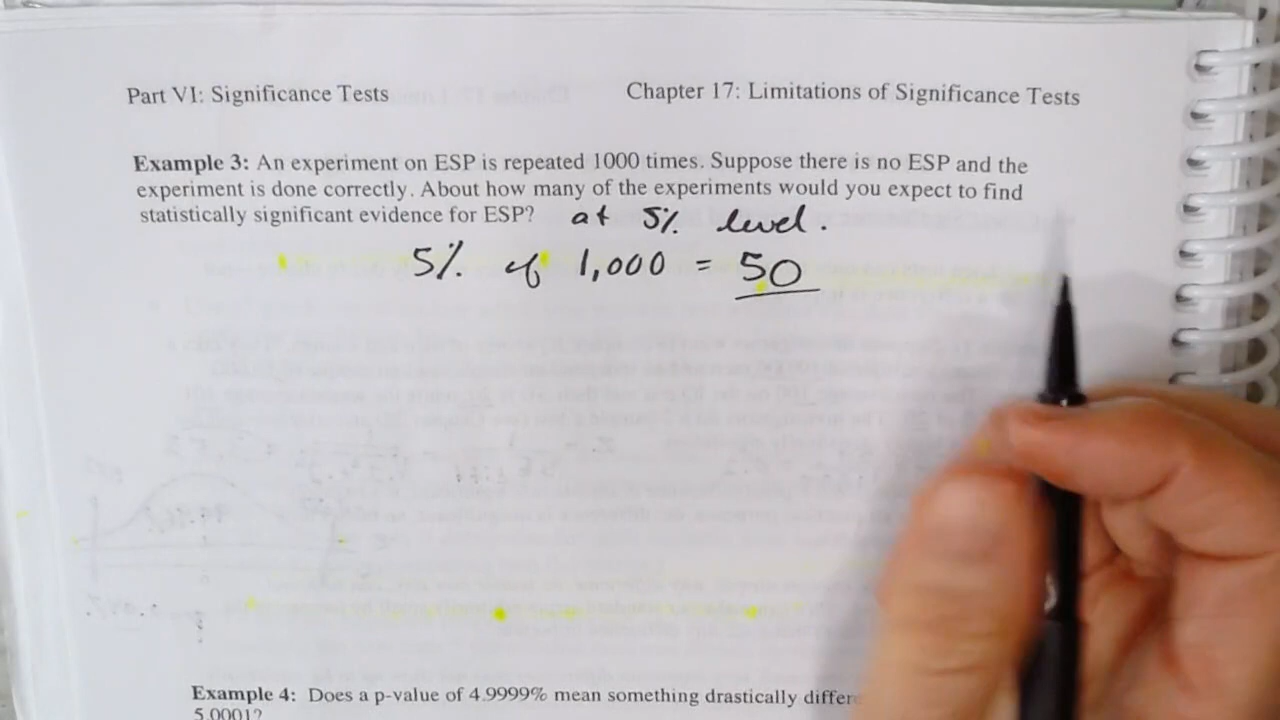 Part VI: Significance Tests
Chapter 17: Limitations of Significance Tests
Example 3: An experiment on ESP is repeated 1000 times. Suppose there is no ESP and the
experiment is done correctly. About how many of the experiments would you expect to find
statistically significant evidence for ESP? at 5% level.
5% of 1,000 = 50
Example 4: Does a p-value of 4.9999% mean something drastically
5.0001?